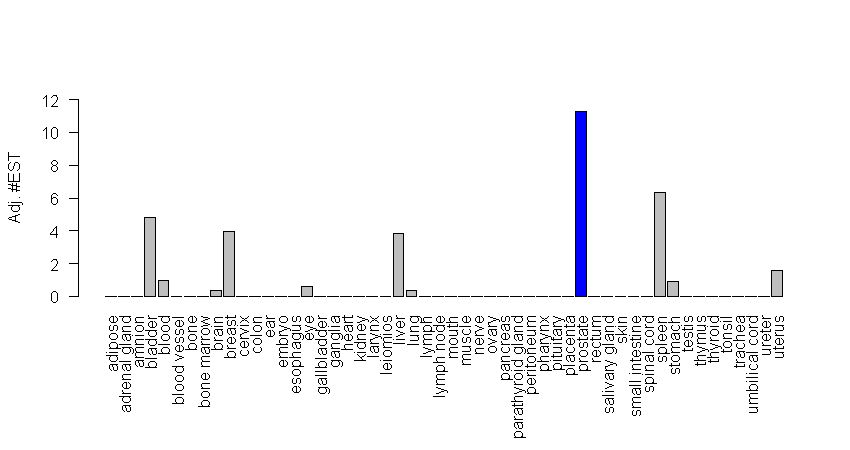 Adj. #EST
12
10
8
6
4
2
0
adipose
adrenal gland
amnion
bladder
blood
blood vessel
bone
bone marrow
brain
breast
cervix
colon
ear
embryo
esophagus
eye
gallbladder
ganglia
heart
kidney
larynx
leiomios
liver
lung
lymph
lymph node
mouth
muscle
nerve
ovary
pancreas
parathyroid gland
peritoneum
pharynx
pituitary
placenta
prostate
rectum
salivary gland
skin
small intestine
spinal cord
spleen
stomach
testis
thymus
thyroid
tonsil
trachea
umbilical cord
ureter
uterus